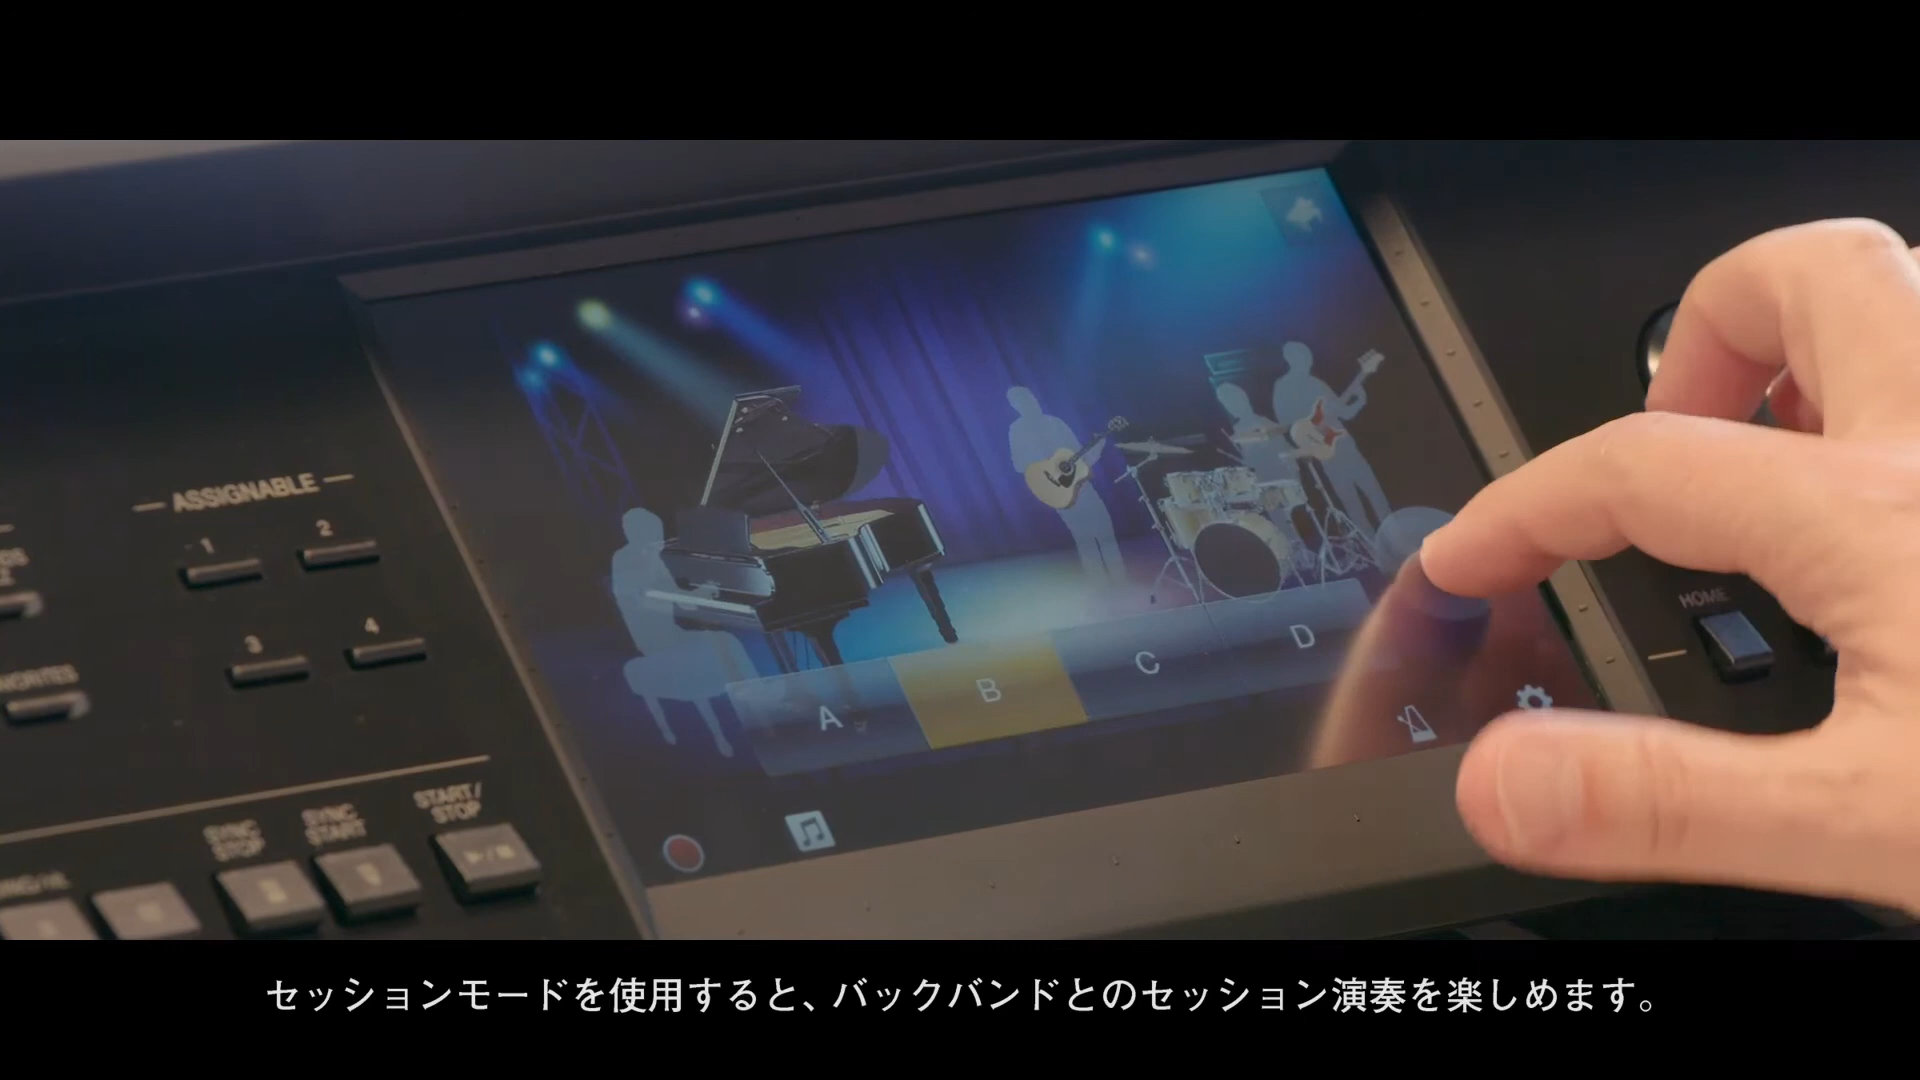 ASSIGNABLE
1
2
3
4
SYNC
STOP
SYNC
START
START/
STOP
A
B
C
D
HOME
セッションモードを使用すると、バックバンドとのセッション演奏を楽しめます。